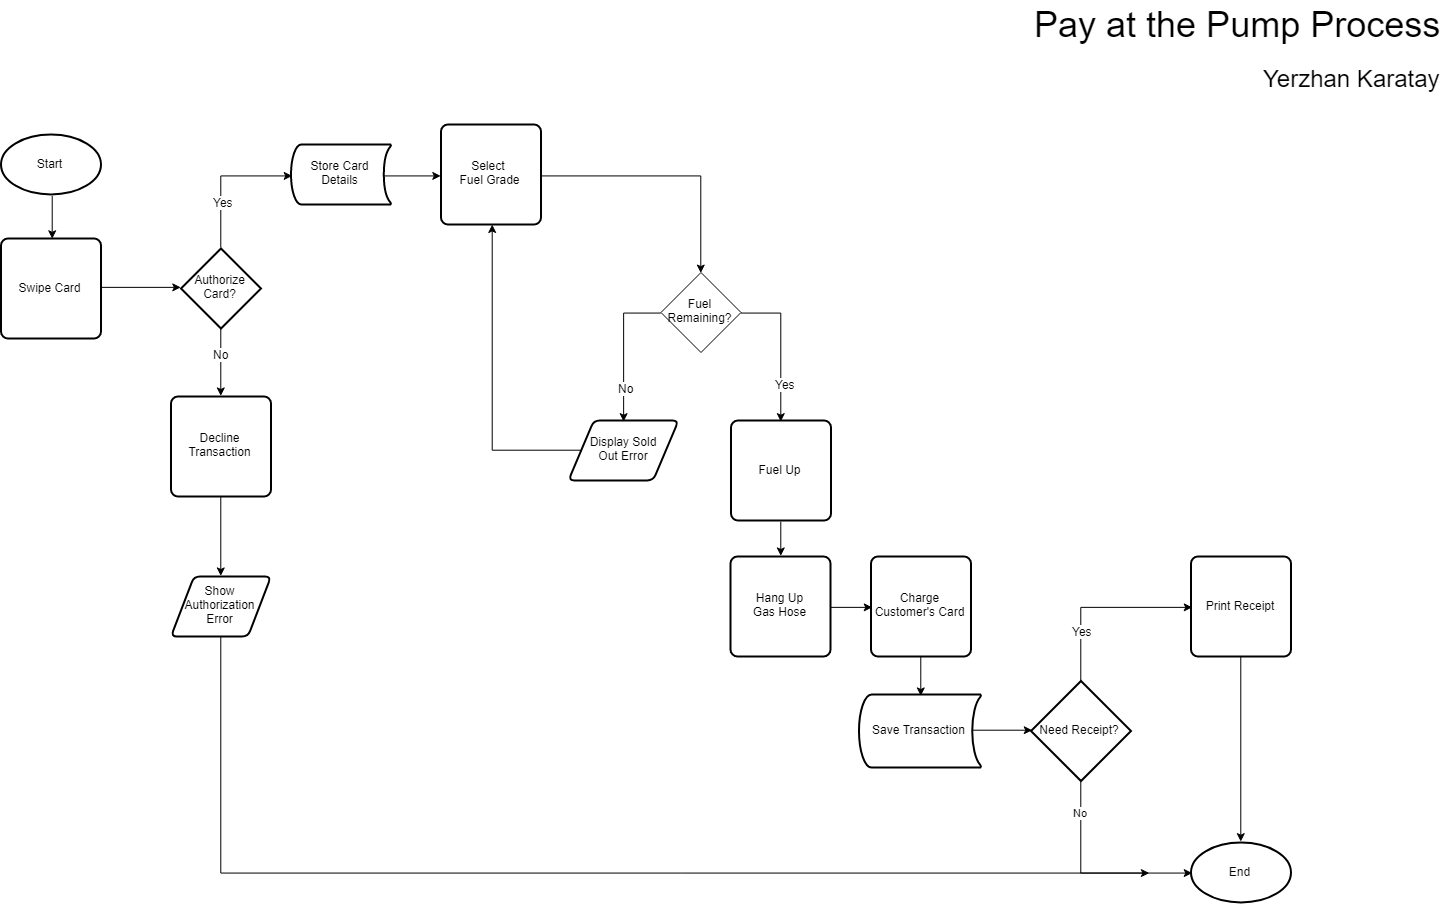 Pay at the Pump Process
Yerzhan Karatay
Start
Store Card
Details
Select
Fuel Grade
Yes
Swipe Card
Authorize
Card?
Fuel
Remaining?
No
No
Yes
Decline
Transaction
Display Sold
Out Error
Fuel Up
Show
Authorization
Error
Hang Up
Gas Hose
Charge
Customer's Card
Print Receipt
Yes
Save Transaction
Need Receipt?
No
End